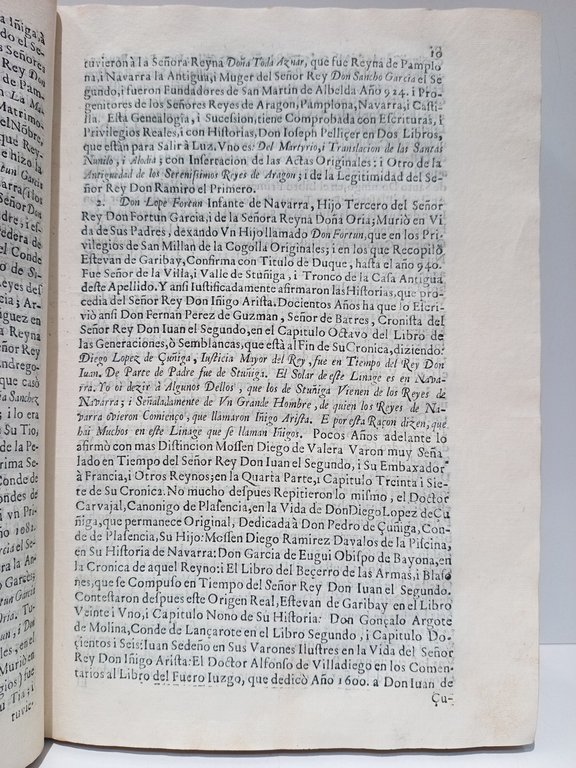 10
tuvieron à la Señora Reyna Doña Toda Aznar, que fue Reyna de Pamplo
na, i Navarra la Antigua, i Muger del Señor Rey Don Sancho Garcia el Se
gundo, i fueron Fundadores de San Martin de Albelda Año 924. i Pro
genitores de los Señores Reyes de Aragon, Pamplona, Navarra, i Casti
lla. Esta Genealogìa, i Sucession, tiene Comprobada con Escrituras, i
Privilegios Reales, i con Historias, Don Ioseph Pelliçer en Dos Libros,
que estàn para Salir à Luz. Vno es: Del Martyrio, i Translacion de las Santas
Nunilo, i Alodia; con Insertacion de las Actas Originales: i Otro de la
Antiguedad de los Serenissimos Reyes de Aragon; i de la Legitimidad del Se-
ñor Rey Don Ramiro el Primero.
2. Don Lope Fortun Infante de Navarra, Hijo Tercero del Señor
Rey Don Fortun Garcia, i de la Señora Reyna Doña Oria; Muriò en Vi
da de Sus Padres, dexando Vn Hijo llamado Don Fortun, que en los Pri
vilegios de San Millan de la Cogolla Originales; i en los que Recopilò
Estevan de Garibay, Confirma con Titulo de Duque, hasta el año 940.
Fue Señor de la Villa, i Valle de Stuñiga, i Tronco de la Casa Antigua
deste Apellido. Y ansi Iustificadamente afirmaron las Historias, que pro
cedia del Señor Rey Don Iñigo Arista. Docientos Años ha que lo Escri
viò ansi Don Fernan Perez de Guzman, Señor de Batres, Cronista del
Señor Rey Don Iuan el Segundo, en el Capitulo Octavo del Libro de
las Generaciones, ò Semblancas, que està al Fin de Su Cronica, diziendo:
Diego Lopez de Çuñiga, Iusticia Mayor del Rey, fue en Tiempo del Rey Don
Iuan. De Parte de Padre fue de Stuñiga. El Solar de este Linage es en Nava
rra. Yo oì dezir à Algunos Dellos, que los de Stuñiga Vienen de los Reyes de
Navarra; i Señaladamente de Vn Grande Hombre, de quien los Reyes de Na
varra ovieron Comienço, que llamaron Iñigo Arista. E por esta Raçon dizen, que
hai Muchos en este Linage que se llaman Iñigos. Pocos Años adelante lo
afirmò con mas Distincion Mossen Diego de Valera Varon muy Seña
lado en Tiempo del Señor Rey Don Iuan el Segundo, i Su Embaxador
à Francia, i Otros Reynos; en la Quarta Parte, i Capitulo Treinta i Sie
te de Su Cronica. No mucho despues Repitieron lo mismo, el Doctor
Carvajal, Canonigo de Plasencia, en la Vida de Don Diego Lopez de Çu
ñiga, que permanece Original, Dedicada à Don Pedro de Çuñiga, Con-
de de Plasencia, Su Hijo: Mossen Diego Ramirez Davalos de la Piscina,
en Su Historia de Navarra: Don Garcia de Eugui Obispo de Bayona, en
la Cronica de aquel Reyno: i El Libro del Beçerro de las Armas, i Blaso
nes, que se Compuso en Tiempo del Señor Rey Don Iuan el Segundo.
Contestaron despues este Origen Real, Estevan de Garibay en el Libro
Veinte i Vno, i Capitulo Nono de Su Historia: Don Gonçalo Argote
de Molina, Conde de Lançarote en el Libro Segundo, i Capitulo Do-
çientos i Seis: Iuan Sedeño en Sus Varones Ilustres en la Vida del Señor
Rey Don Iñigo Arista: El Doctor Alfonso de Villadiego en los Comen-
tarios al Libro del Fuero Iuzgo, que dedicò Año 1600. a Don Iuan de
Çu-